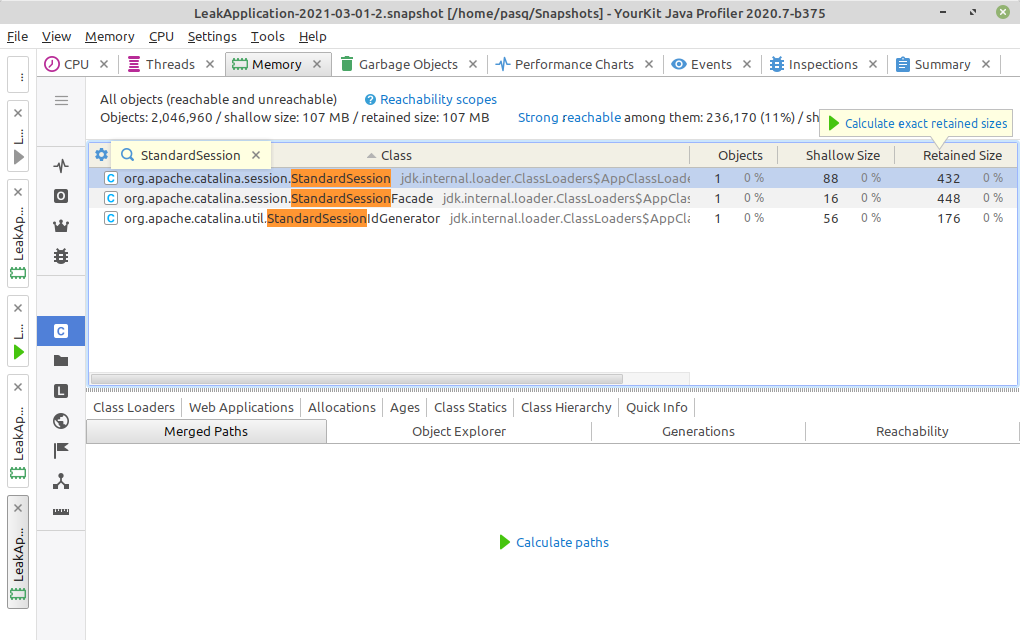 LeakApplication-2021-03-01-2.snapshot [/home/pasq/Snapshots] - YourKit Java Profiler 2020.7-b375
File View Memory CPU Settings Tools Help
CPU Threads Memory Garbage Objects Performance Charts Events Inspections Summary
All objects (reachable and unreachable) Reachability scopes
Objects: 2,046,960 / shallow size: 107 MB / retained size: 107 MB Strong reachable among them: 236,170 (11%) / sh
Calculate exact retained sizes
StandardSession Class Objects Shallow Size Retained Size
C org.apache.catalina.session.StandardSession jdk.internal.loader.ClassLoaders$AppClassLoade 1 0 % 88 0 % 432 0 %
C org.apache.catalina.session.StandardSessionFacade jdk.internal.loader.ClassLoaders$AppClas 1 0 % 16 0 % 448 0 %
C org.apache.catalina.util.StandardSessionIdGenerator jdk.internal.loader.ClassLoaders$AppCla 1 0 % 56 0 % 176 0 %
...
L...
LeakAp...
L...
LeakAp...
LeakAp...
O
C
L
Class Loaders Web Applications Allocations Ages Class Statics Class Hierarchy Quick Info
Merged Paths Object Explorer Generations Reachability
Calculate paths